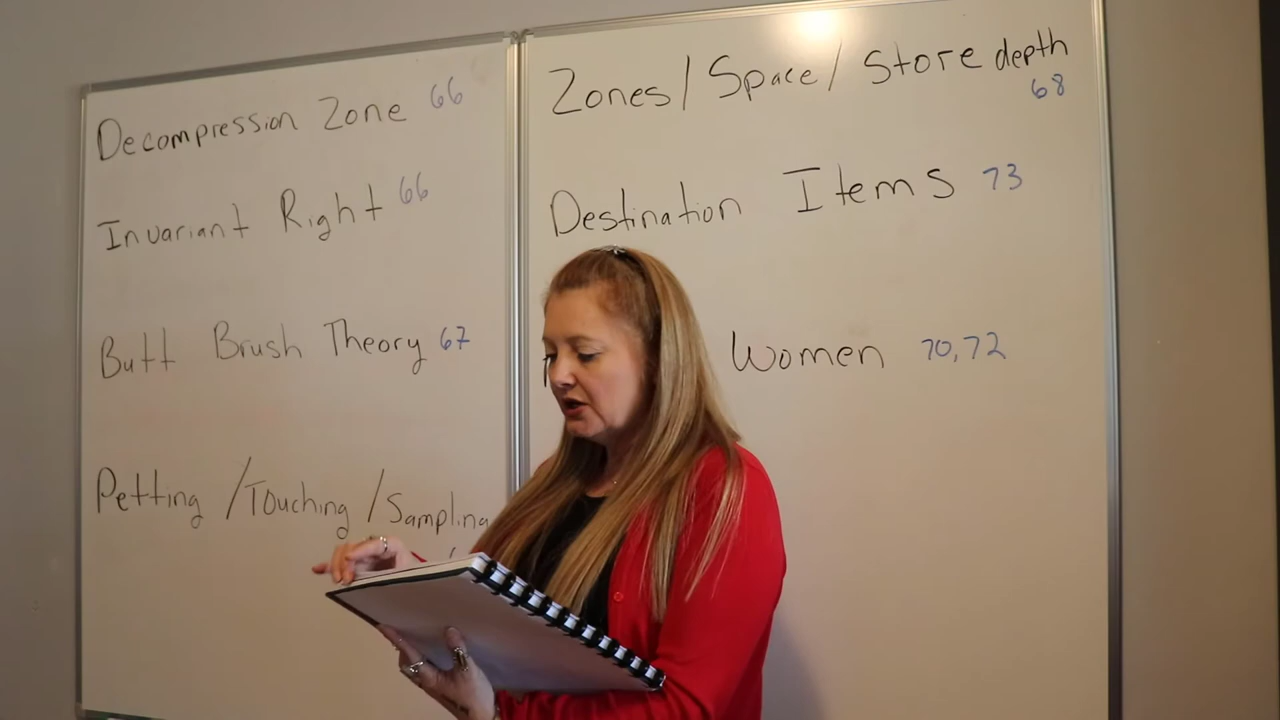 Decompression Zone 66
Invariant Right 66
Butt Brush Theory 67
Petting / Touching / Sampling
Zones / Space / Store depth
68
Destination Items 73
Women 70,72